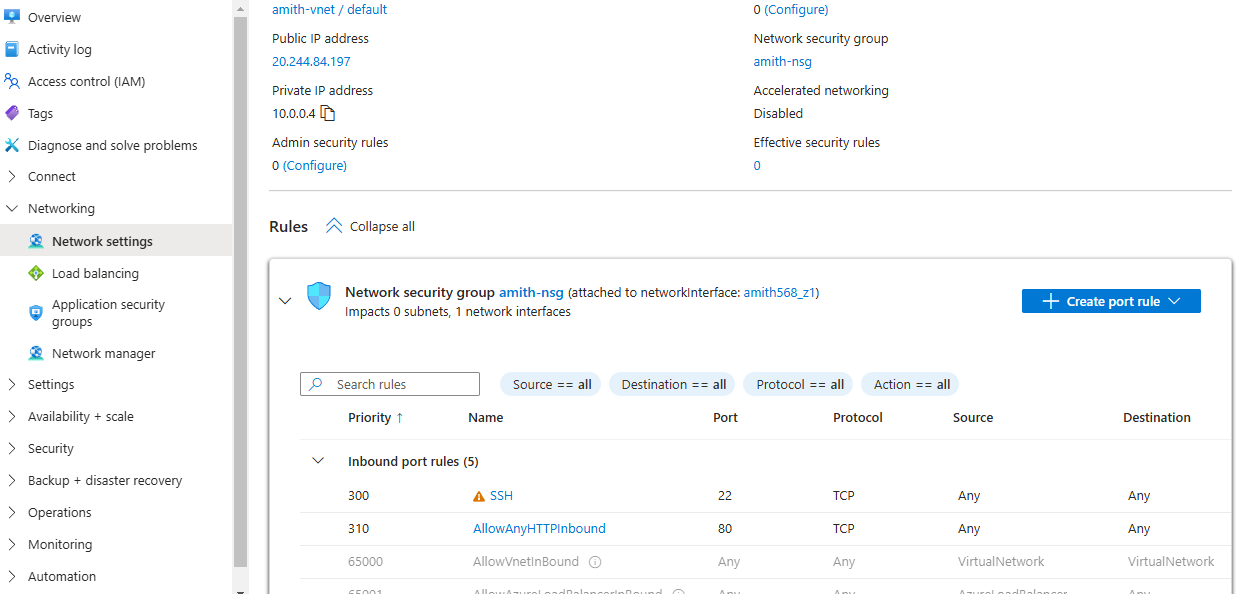 Overview
Activity log
Access control (IAM)
Tags
Diagnose and solve problems
Connect
Networking
Network settings
Load balancing
Application security
groups
Network manager
Settings
Availability + scale
Security
Backup + disaster recovery
Operations
Monitoring
Automation
amith-vnet / default
0 (Configure)
Public IP address
Network security group
20.244.84.197
amith-nsg
Private IP address
Accelerated networking
10.0.0.4
Disabled
Admin security rules
Effective security rules
0 (Configure)
0
Rules Collapse all
Network security group amith-nsg (attached to networkInterface: amith568_z1)
Impacts 0 subnets, 1 network interfaces
Create port rule
Search rules Source == all Destination == all Protocol == all Action == all
Priority ↑ Name Port Protocol Source Destination
Inbound port rules (5)
300 SSH 22 TCP Any Any
310 AllowAnyHTTPInbound 80 TCP Any Any
65000 AllowVnetInBound Any Any VirtualNetwork VirtualNetwork
65001 AllowAzureLoadBalancerInBound Any Any AzureLoadBalancer Any